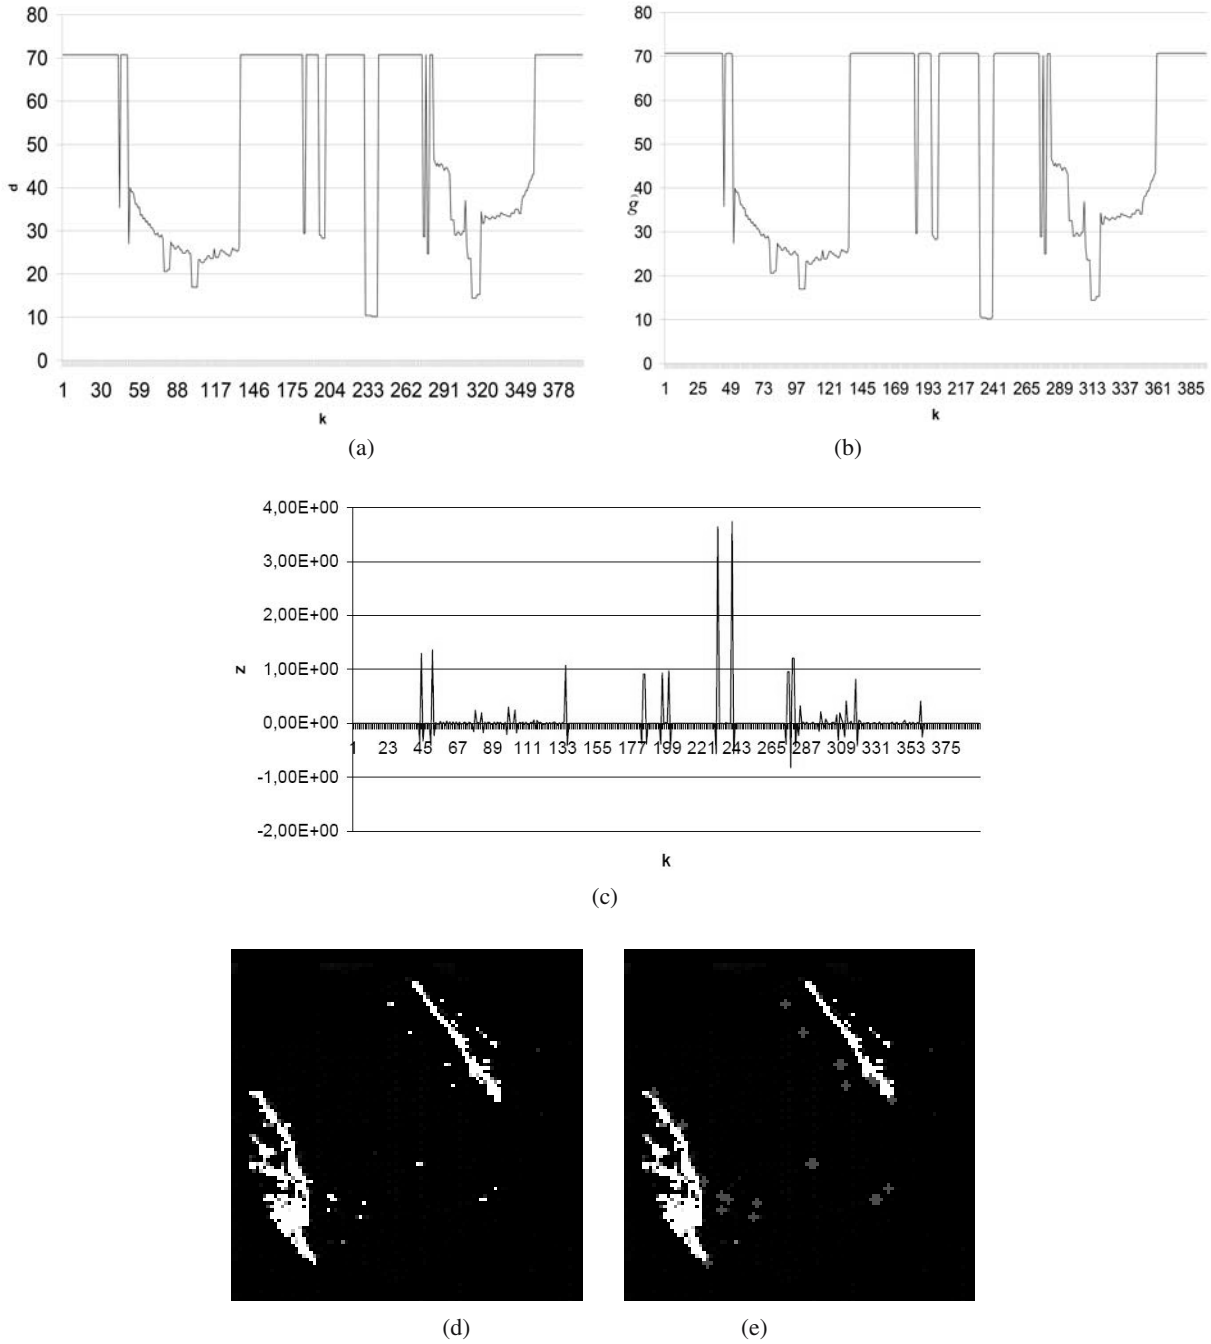 80
70
60
50
40
30
20
10
0
d
1 30 59 88 117 146 175 204 233 262 291 320 349 378
k
(a)
80
70
60
50
40
30
20
10
0
g)
1 25 49 73 97 121 145 169 193 217 241 265 289 313 337 361 385
k
(b)
4,00E+00
3,00E+00
2,00E+00
1,00E+00
0,00E+00
-1,00E+00
-2,00E+00
z
1 23 45 67 89 111 133 155 177 199 221 243 265 287 309 331 353 375
k
(c)
(d)
(e)